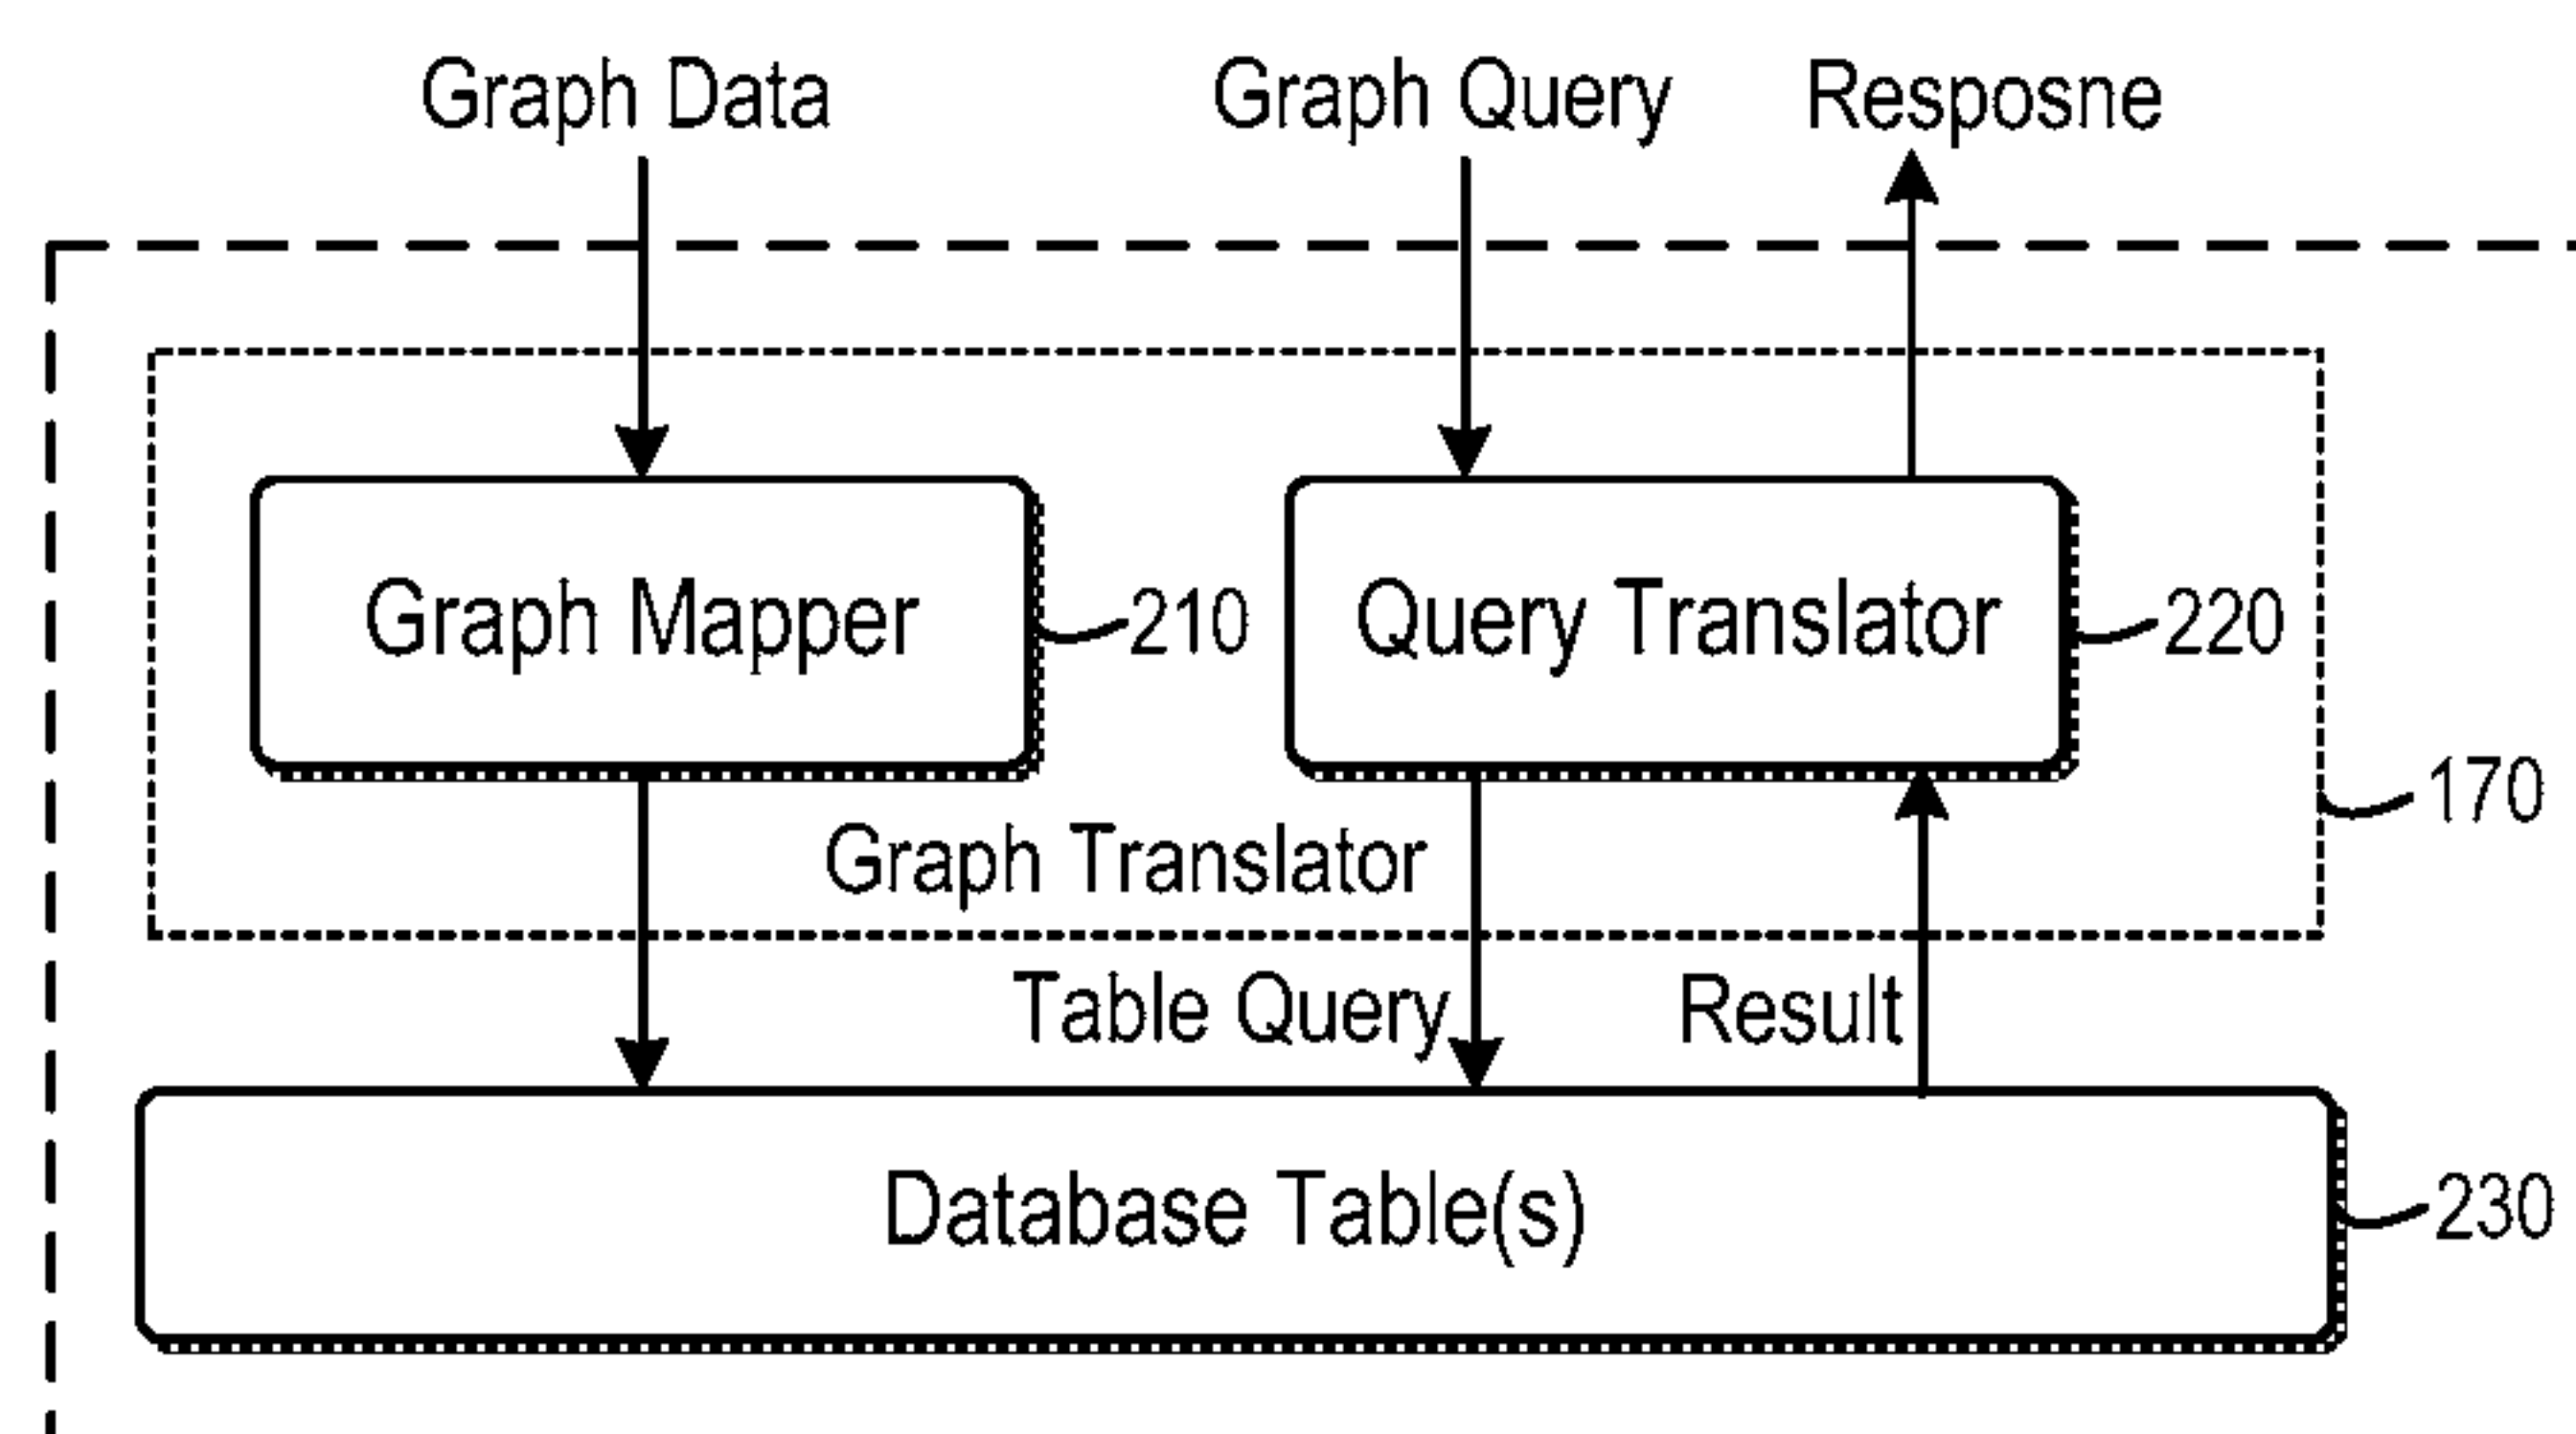 Graph Data
Graph Query
Resposne
Graph Mapper
210
Query Translator
220
170
Graph Translator
Table Query
Result
Database Table(s)
230